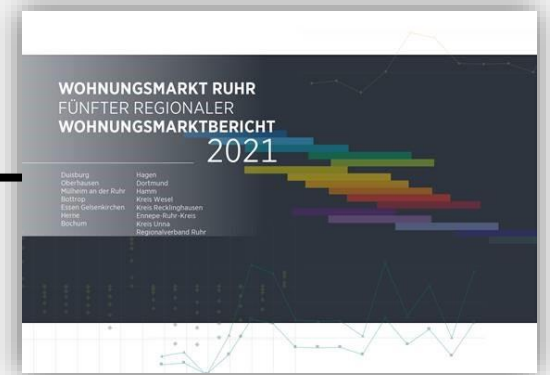 WOHNUNGSMARKT RUHR
FÜNFTER REGIONALER
WOHNUNGSMARKTBERICHT
2021
Duisburg
Oberhausen
Mülheim an der Ruhr
Bottrop
Essen Gelsenkirchen
Herne
Bochum
Hagen
Dortmund
Hamm
Kreis Wesel
Kreis Recklinghausen
Ennepe-Ruhr-Kreis
Kreis Unna
Regionalverband Ruhr